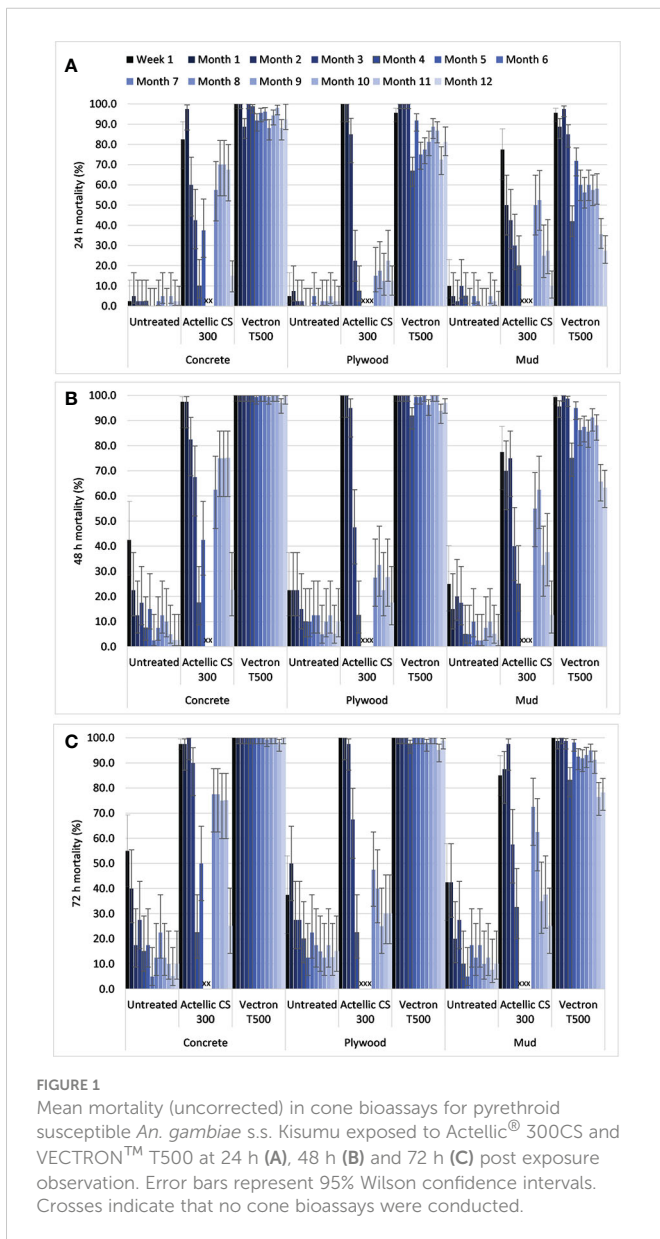 A
Week 1 Month 1 Month 2 Month 3 Month 4 Month 5 Month 6
Month 7 Month 8 Month 9 Month 10 Month 11 Month 12
24 h mortality (%)
100.0
90.0
80.0
70.0
60.0
50.0
40.0
30.0
20.0
10.0
0.0
xx xxx xxx
Untreated Actellic CS 300 Vectron T500 Untreated Actellic CS 300 Vectron T500 Untreated Actellic CS 300 Vectron T500
Concrete Plywood Mud
B
48 h mortality (%)
100.0
90.0
80.0
70.0
60.0
50.0
40.0
30.0
20.0
10.0
0.0
xx xxx xxx
Untreated Actellic CS 300 Vectron T500 Untreated Actellic CS 300 Vectron T500 Untreated Actellic CS 300 Vectron T500
Concrete Plywood Mud
C
72 h mortality (%)
100.0
90.0
80.0
70.0
60.0
50.0
40.0
30.0
20.0
10.0
0.0
xx xxx xxx
Untreated Actellic CS 300 Vectron T500 Untreated Actellic CS 300 Vectron T500 Untreated Actellic CS 300 Vectron T500
Concrete Plywood Mud
FIGURE 1
Mean mortality (uncorrected) in cone bioassays for pyrethroid
susceptible An. gambiae s.s. Kisumu exposed to Actellic® 300CS and
VECTRON™ T500 at 24 h (A), 48 h (B) and 72 h (C) post exposure
observation. Error bars represent 95% Wilson confidence intervals.
Crosses indicate that no cone bioassays were conducted.